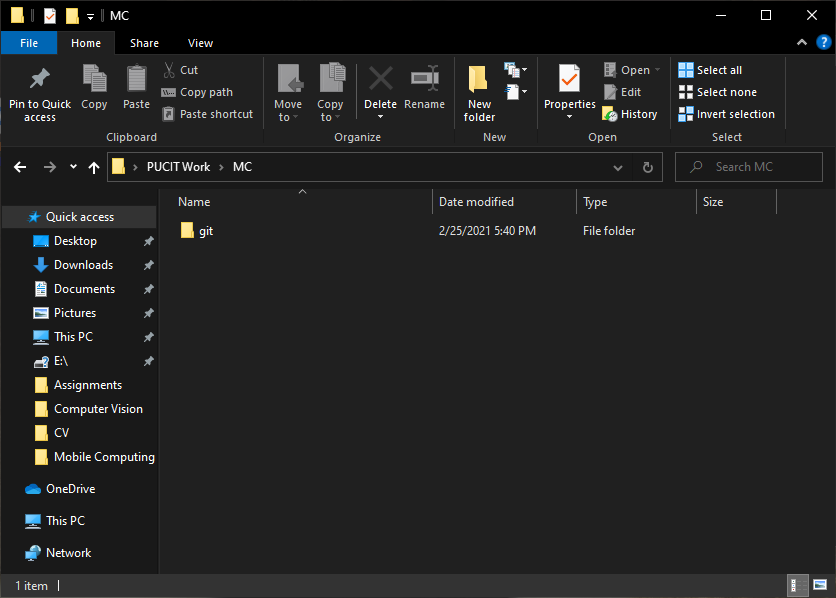 MC
File Home Share View
Pin to Quick access
Copy
Paste
Cut
Copy path
Paste shortcut
Clipboard
Move to
Copy to
Delete
Rename
Organize
New folder
New
Properties
Open
Edit
History
Open
Select all
Select none
Invert selection
Select
PUCIT Work > MC
Search MC
Name Date modified Type Size
git 2/25/2021 5:40 PM File folder
Quick access
Desktop
Downloads
Documents
Pictures
This PC
E:\
Assignments
Computer Vision
CV
Mobile Computing
OneDrive
This PC
Network
1 item